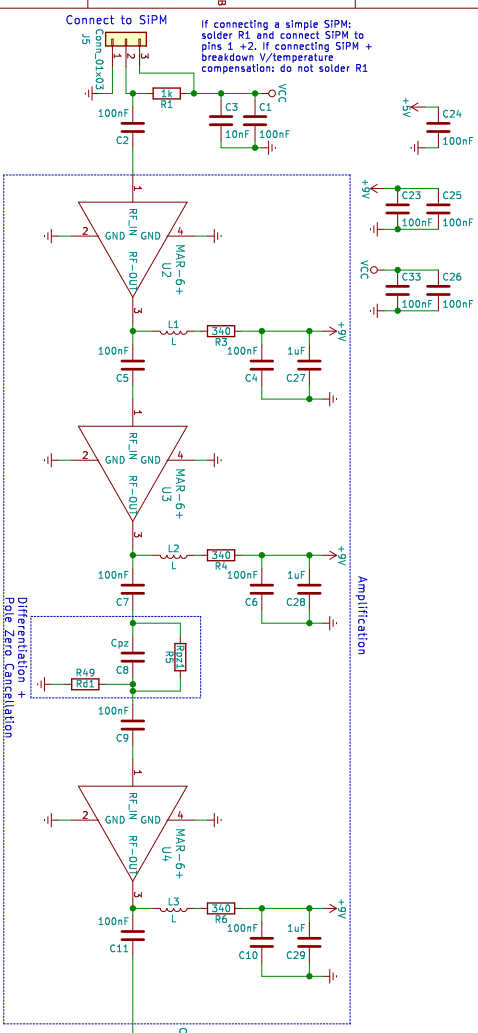 B
Connect to SiPM
If connecting a simple SiPM:
solder R1 and connect SiPM to
pins 1 +2. If connecting SiPM +
breakdown V/temperature
compensation: do not solder R1
Conn_01x03
J5
1
2
3
1k
R1
VCC
100nF
C2
C3
10nF
C1
100nF
+5V
C24
100nF
+9V
C23
100nF
C25
100nF
VCC
C33
100nF
C26
100nF
1
RF_IN
2
GND
GND
4
RF-OUT
MAR-6+
U2
3
L1
L
340
R3
+9V
100nF
C5
100nF
C4
1uF
C27
1
RF_IN
2
GND
GND
4
RF-OUT
MAR-6+
U3
3
L2
L
340
R4
+9V
100nF
C7
100nF
C6
1uF
C28
Amplification
Differentiation +
Pole Zero Cancellation
Cpz
C8
Rpz1
R5
R49
Rd1
100nF
C9
1
RF_IN
2
GND
GND
4
RF-OUT
MAR-6+
U4
3
L3
L
340
R6
+9V
100nF
C11
100nF
C10
1uF
C29